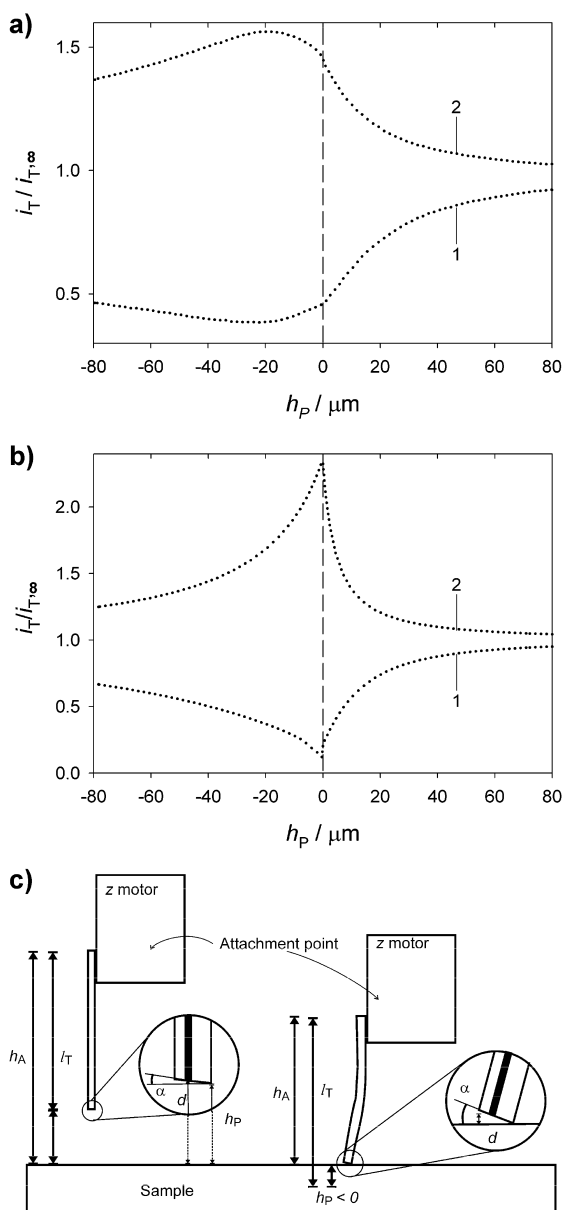 a)
1.5
1.0
0.5
i_T / i_T,∞
2
1
-80 -60 -40 -20 0 20 40 60 80
h_P / μm
b)
2.0
1.5
1.0
0.5
0.0
i_T/i_T,∞
2
1
-80 -60 -40 -20 0 20 40 60 80
h_P / μm
c)
z motor
Attachment point
z motor
h_A
l_T
α
d
h_P
h_A
l_T
α
d
Sample
h_P < 0